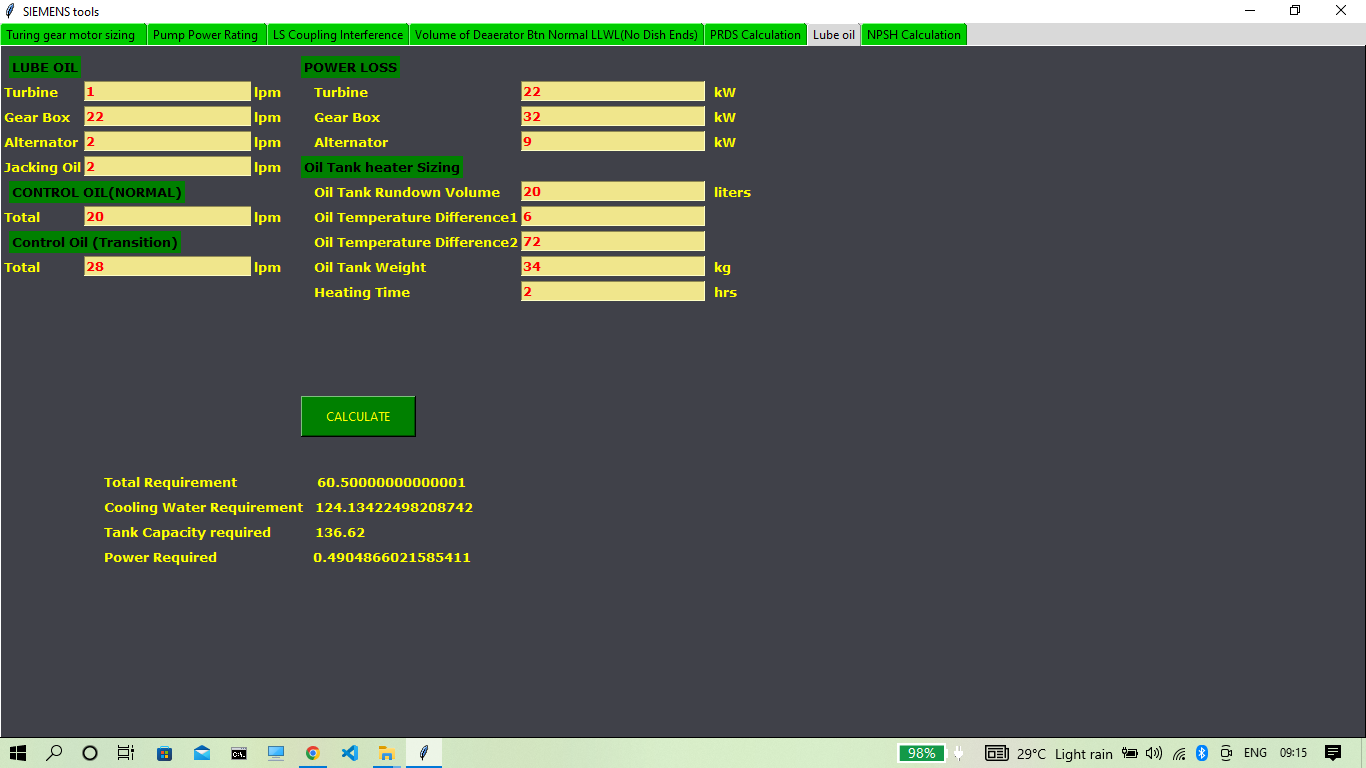 SIEMENS tools
Turing gear motor sizing Pump Power Rating LS Coupling Interference Volume of Deaerator Btn Normal LLWL(No Dish Ends) PRDS Calculation Lube oil NPSH Calculation
LUBE OIL POWER LOSS
Turbine 1 lpm Turbine 22 kW
Gear Box 22 lpm Gear Box 32 kW
Alternator 2 lpm Alternator 9 kW
Jacking Oil 2 lpm Oil Tank heater Sizing
CONTROL OIL(NORMAL) Oil Tank Rundown Volume 20 liters
Total 20 lpm Oil Temperature Difference1 6
Control Oil (Transition) Oil Temperature Difference2 72
Total 28 lpm Oil Tank Weight 34 kg
Heating Time 2 hrs
CALCULATE
Total Requirement 60.50000000000001
Cooling Water Requirement 124.13422498208742
Tank Capacity required 136.62
Power Required 0.4904866021585411
98% 29°C Light rain ENG 09:15